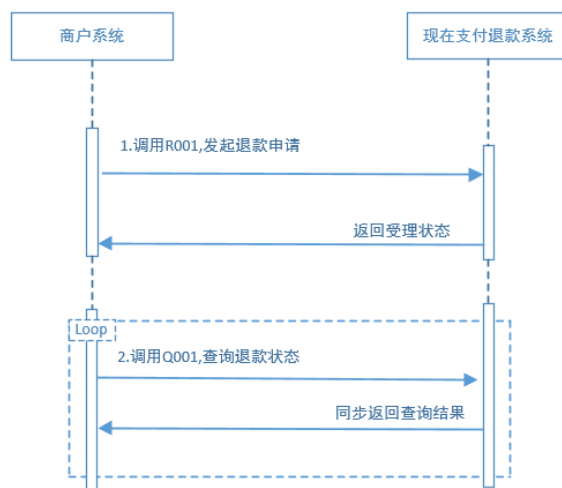 商户系统
现在支付退款系统
1.调用R001,发起退款申请
返回受理状态
Loop
2.调用Q001,查询退款状态
同步返回查询结果